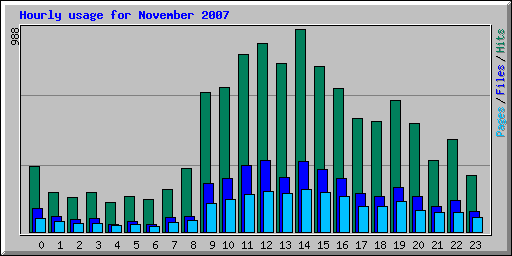 Hourly usage for November 2007
988
Pages / Files / Hits
0 1 2 3 4 5 6 7 8 9 10 11 12 13 14 15 16 17 18 19 20 21 22 23